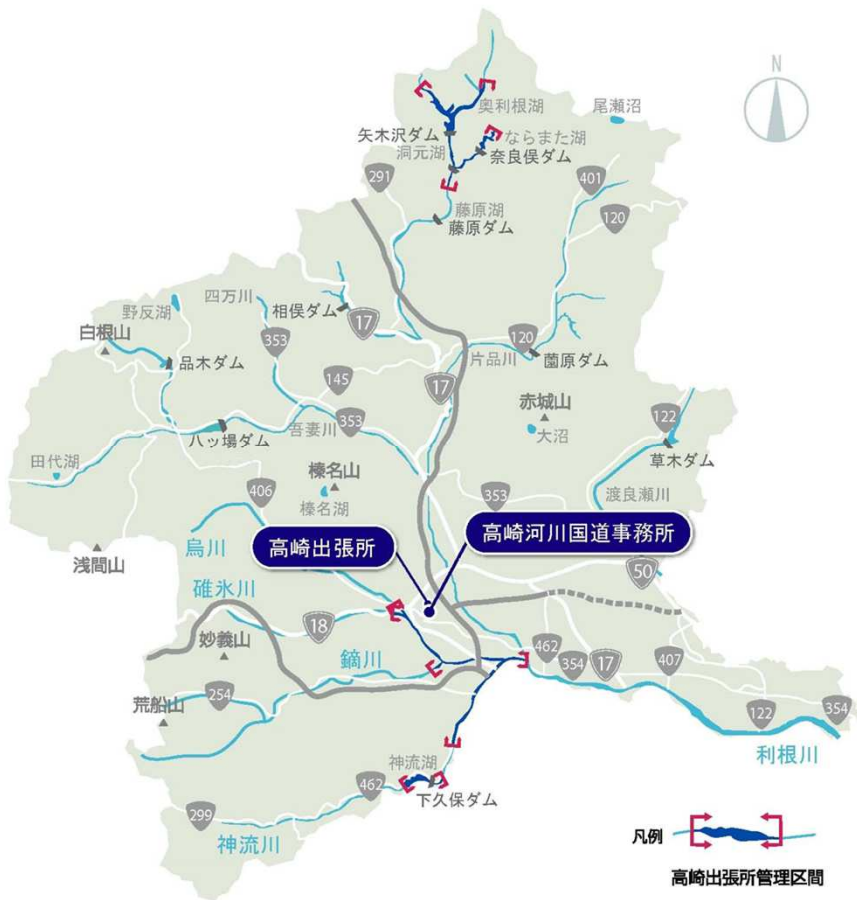 N
奥利根湖
尾瀬沼
矢木沢ダム
ならまた湖
洞元湖
奈良俣ダム
291
401
藤原湖
120
藤原ダム
四万川
野反湖
相俣ダム
17
白根山
353
120
片品川
薗原ダム
品木ダム
145
17
赤城山
122
吾妻川
353
大沼
八ッ場ダム
草木ダム
田代湖
榛名山
406
榛名湖
353
渡良瀬川
烏川
高崎出張所
高崎河川国道事務所
浅間山
50
碓氷川
18
妙義山
鏑川
462
354
17
407
荒船山
254
122
354
利根川
神流湖
462
下久保ダム
299
神流川
凡例
高崎出張所管理区間